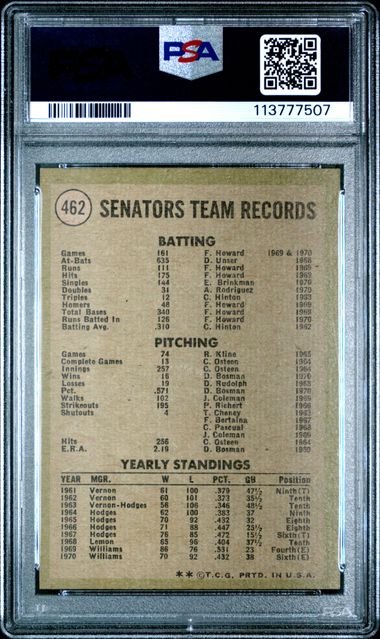 PSA
113777507
462 SENATORS TEAM RECORDS
BATTING
Games 161 F. Howard 1969 & 1970
At-Bats 635 D. Unser 1968
Runs 111 F. Howard 1969
Hits 175 F. Howard 1969
Singles 144 E. Brinkman 1970
Doubles 31 A. Rodriguez 1970
Triples 12 C. Hinton 1963
Homers 48 F. Howard 1969
Total Bases 340 F. Howard 1968
Runs Batted In 126 F. Howard 1970
Batting Avg. .310 C. Hinton 1962
PITCHING
Games 74 R. Kline 1965
Complete Games 13 C. Osteen 1964
Innings 257 C. Osteen 1964
Wins 16 D. Bosman 1970
Losses 19 D. Rudolph 1963
Pct. .571 D. Bosman 1970
Walks 102 J. Coleman 1969
Strikeouts 195 P. Richert 1966
Shutouts 4 T. Cheney 1963
F. Bertaina 1967
C. Pascual 1968
J. Coleman 1969
Hits 256 C. Osteen 1964
E.R.A. 2.19 D. Bosman
YEARLY STANDINGS
YEAR MGR. W L PCT. GB Position
1961 Vernon 61 100 .379 47½ Ninth(T)
1962 Vernon 60 101 .373 35½ Tenth
1963 Vernon-Hodges 56 106 .346 48½ Tenth
1964 Hodges 62 100 .383 37 Ninth
1965 Hodges 70 92 .432 32 Eighth
1966 Hodges 71 88 .447 25½ Eighth
1967 Hodges 76 85 .472 15½ Sixth(T)
1968 Lemon 65 96 .404 37½ Tenth
1969 Williams 86 76 .531 23 Fourth(E)
1970 Williams 70 92 .432 38 Sixth(E)
**©T.C.G. PRTD. IN U.S.A.
PSA